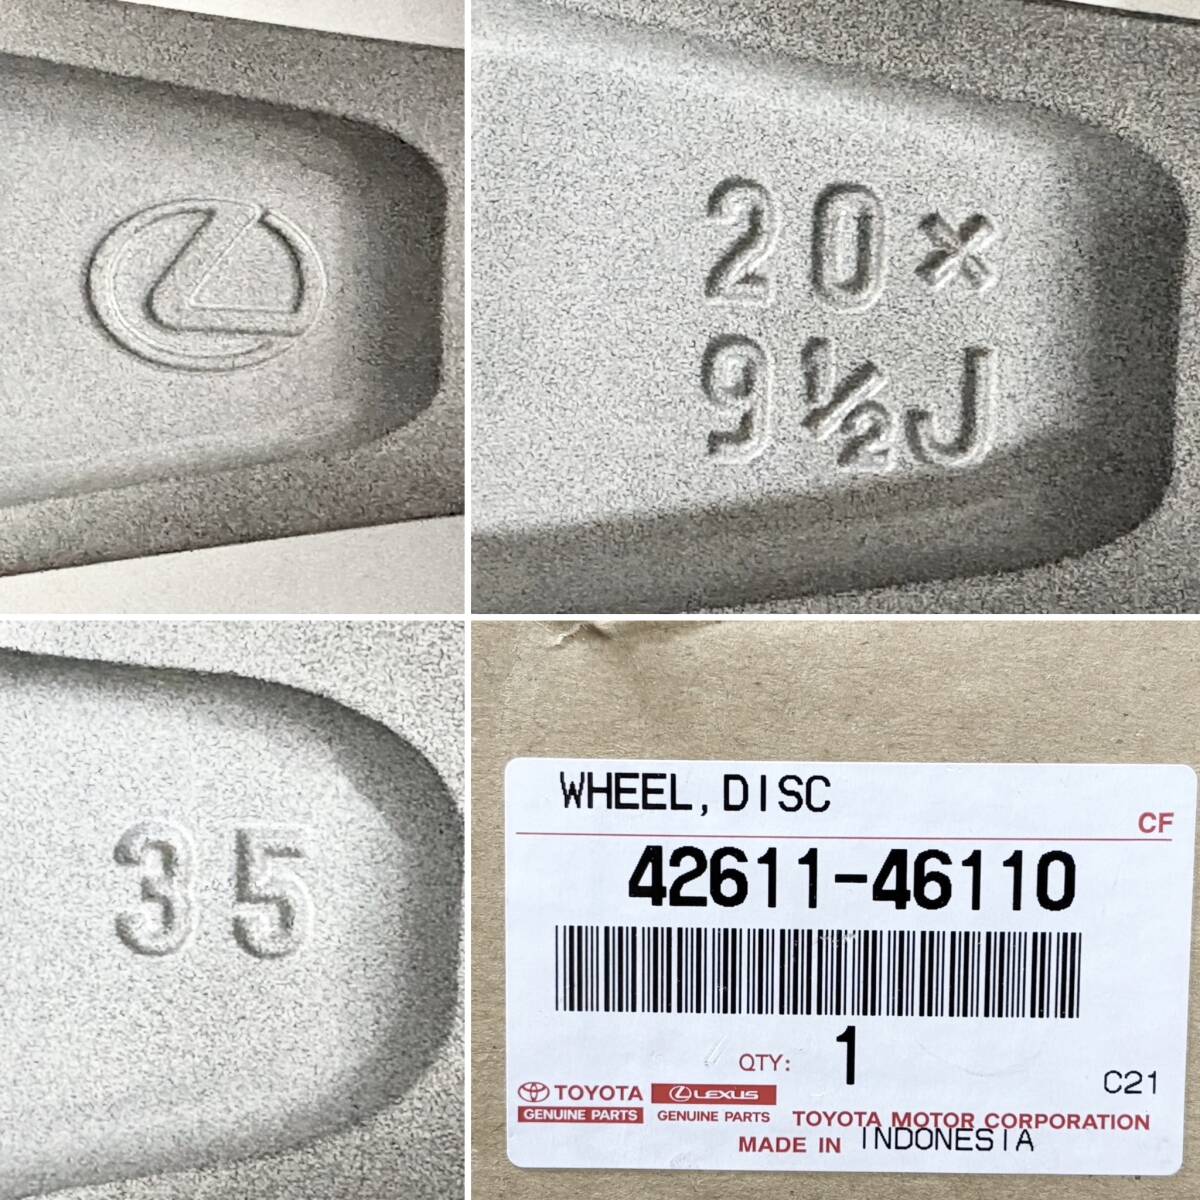 20×
9½J
35
WHEEL, DISC
CF
42611-46110
QTY: 1
C21
TOYOTA
GENUINE PARTS
LEXUS
GENUINE PARTS
TOYOTA MOTOR CORPORATION
MADE IN INDONESIA